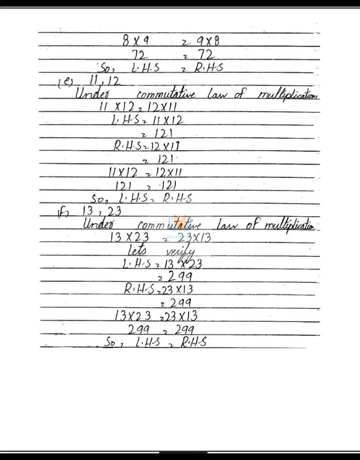 8 x 9 = 9 x 8
72 = 72
So, L.H.S = R.H.S
(e) 11, 12
Under commutative law of multiplication
11 x 12 = 12 x 11
L.H.S = 11 x 12
= 121
R.H.S = 12 x 11
= 121
11 x 12 = 12 x 11
121 = 121
So, L.H.S = R.H.S
(f) 13, 23
Under commutative law of multiplication
13 x 23 = 23 x 13
lets verify
L.H.S = 13 x 23
= 299
R.H.S = 23 x 13
= 299
13 x 23 = 23 x 13
299 = 299
So, L.H.S = R.H.S